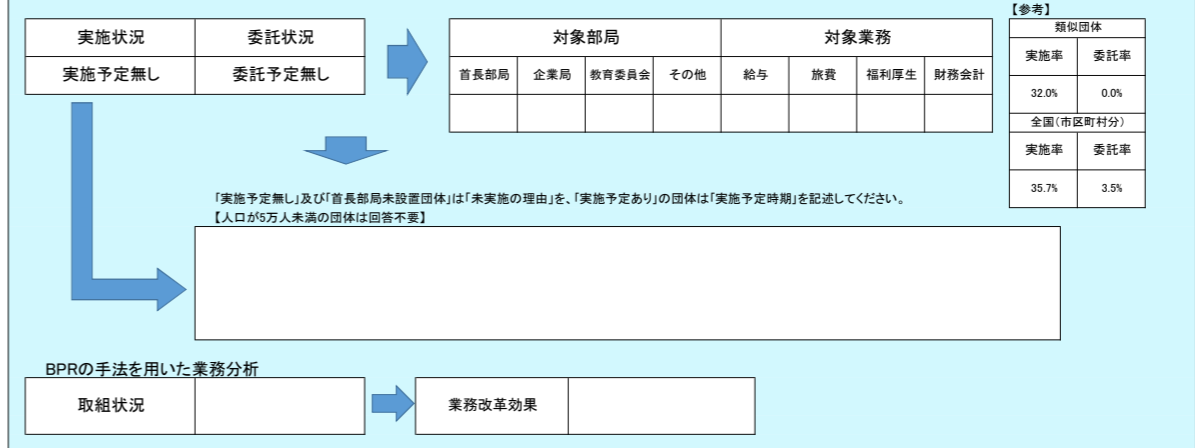 【参考】
実施状況 委託状況
実施予定無し 委託予定無し
対象部局 対象業務
首長部局 企業局 教育委員会 その他 給与 旅費 福利厚生 財務会計
類似団体
実施率 委託率
32.0% 0.0%
全国(市区町村分)
実施率 委託率
35.7% 3.5%
「実施予定無し」及び「首長部局未設置団体」は「未実施の理由」を、「実施予定あり」の団体は「実施予定時期」を記述してください。
【人口が5万人未満の団体は回答不要】
BPRの手法を用いた業務分析
取組状況 業務改革効果